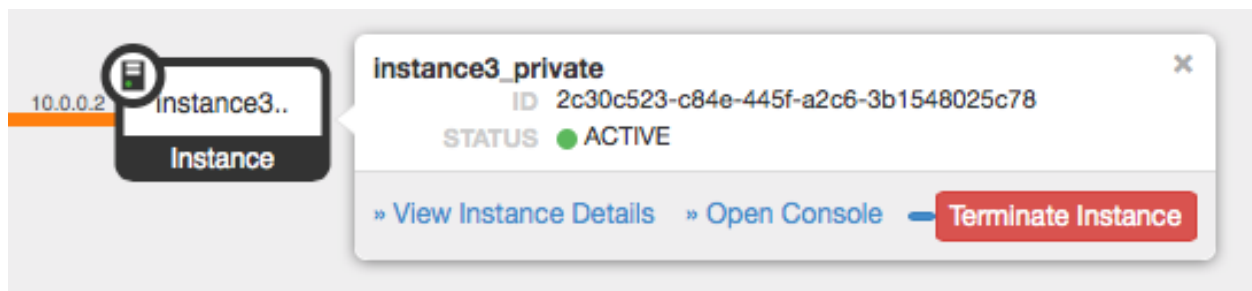 10.0.0.2
instance3..
Instance
instance3_private
×
ID 2c30c523-c84e-445f-a2c6-3b1548025c78
STATUS ACTIVE
» View Instance Details » Open Console Terminate Instance